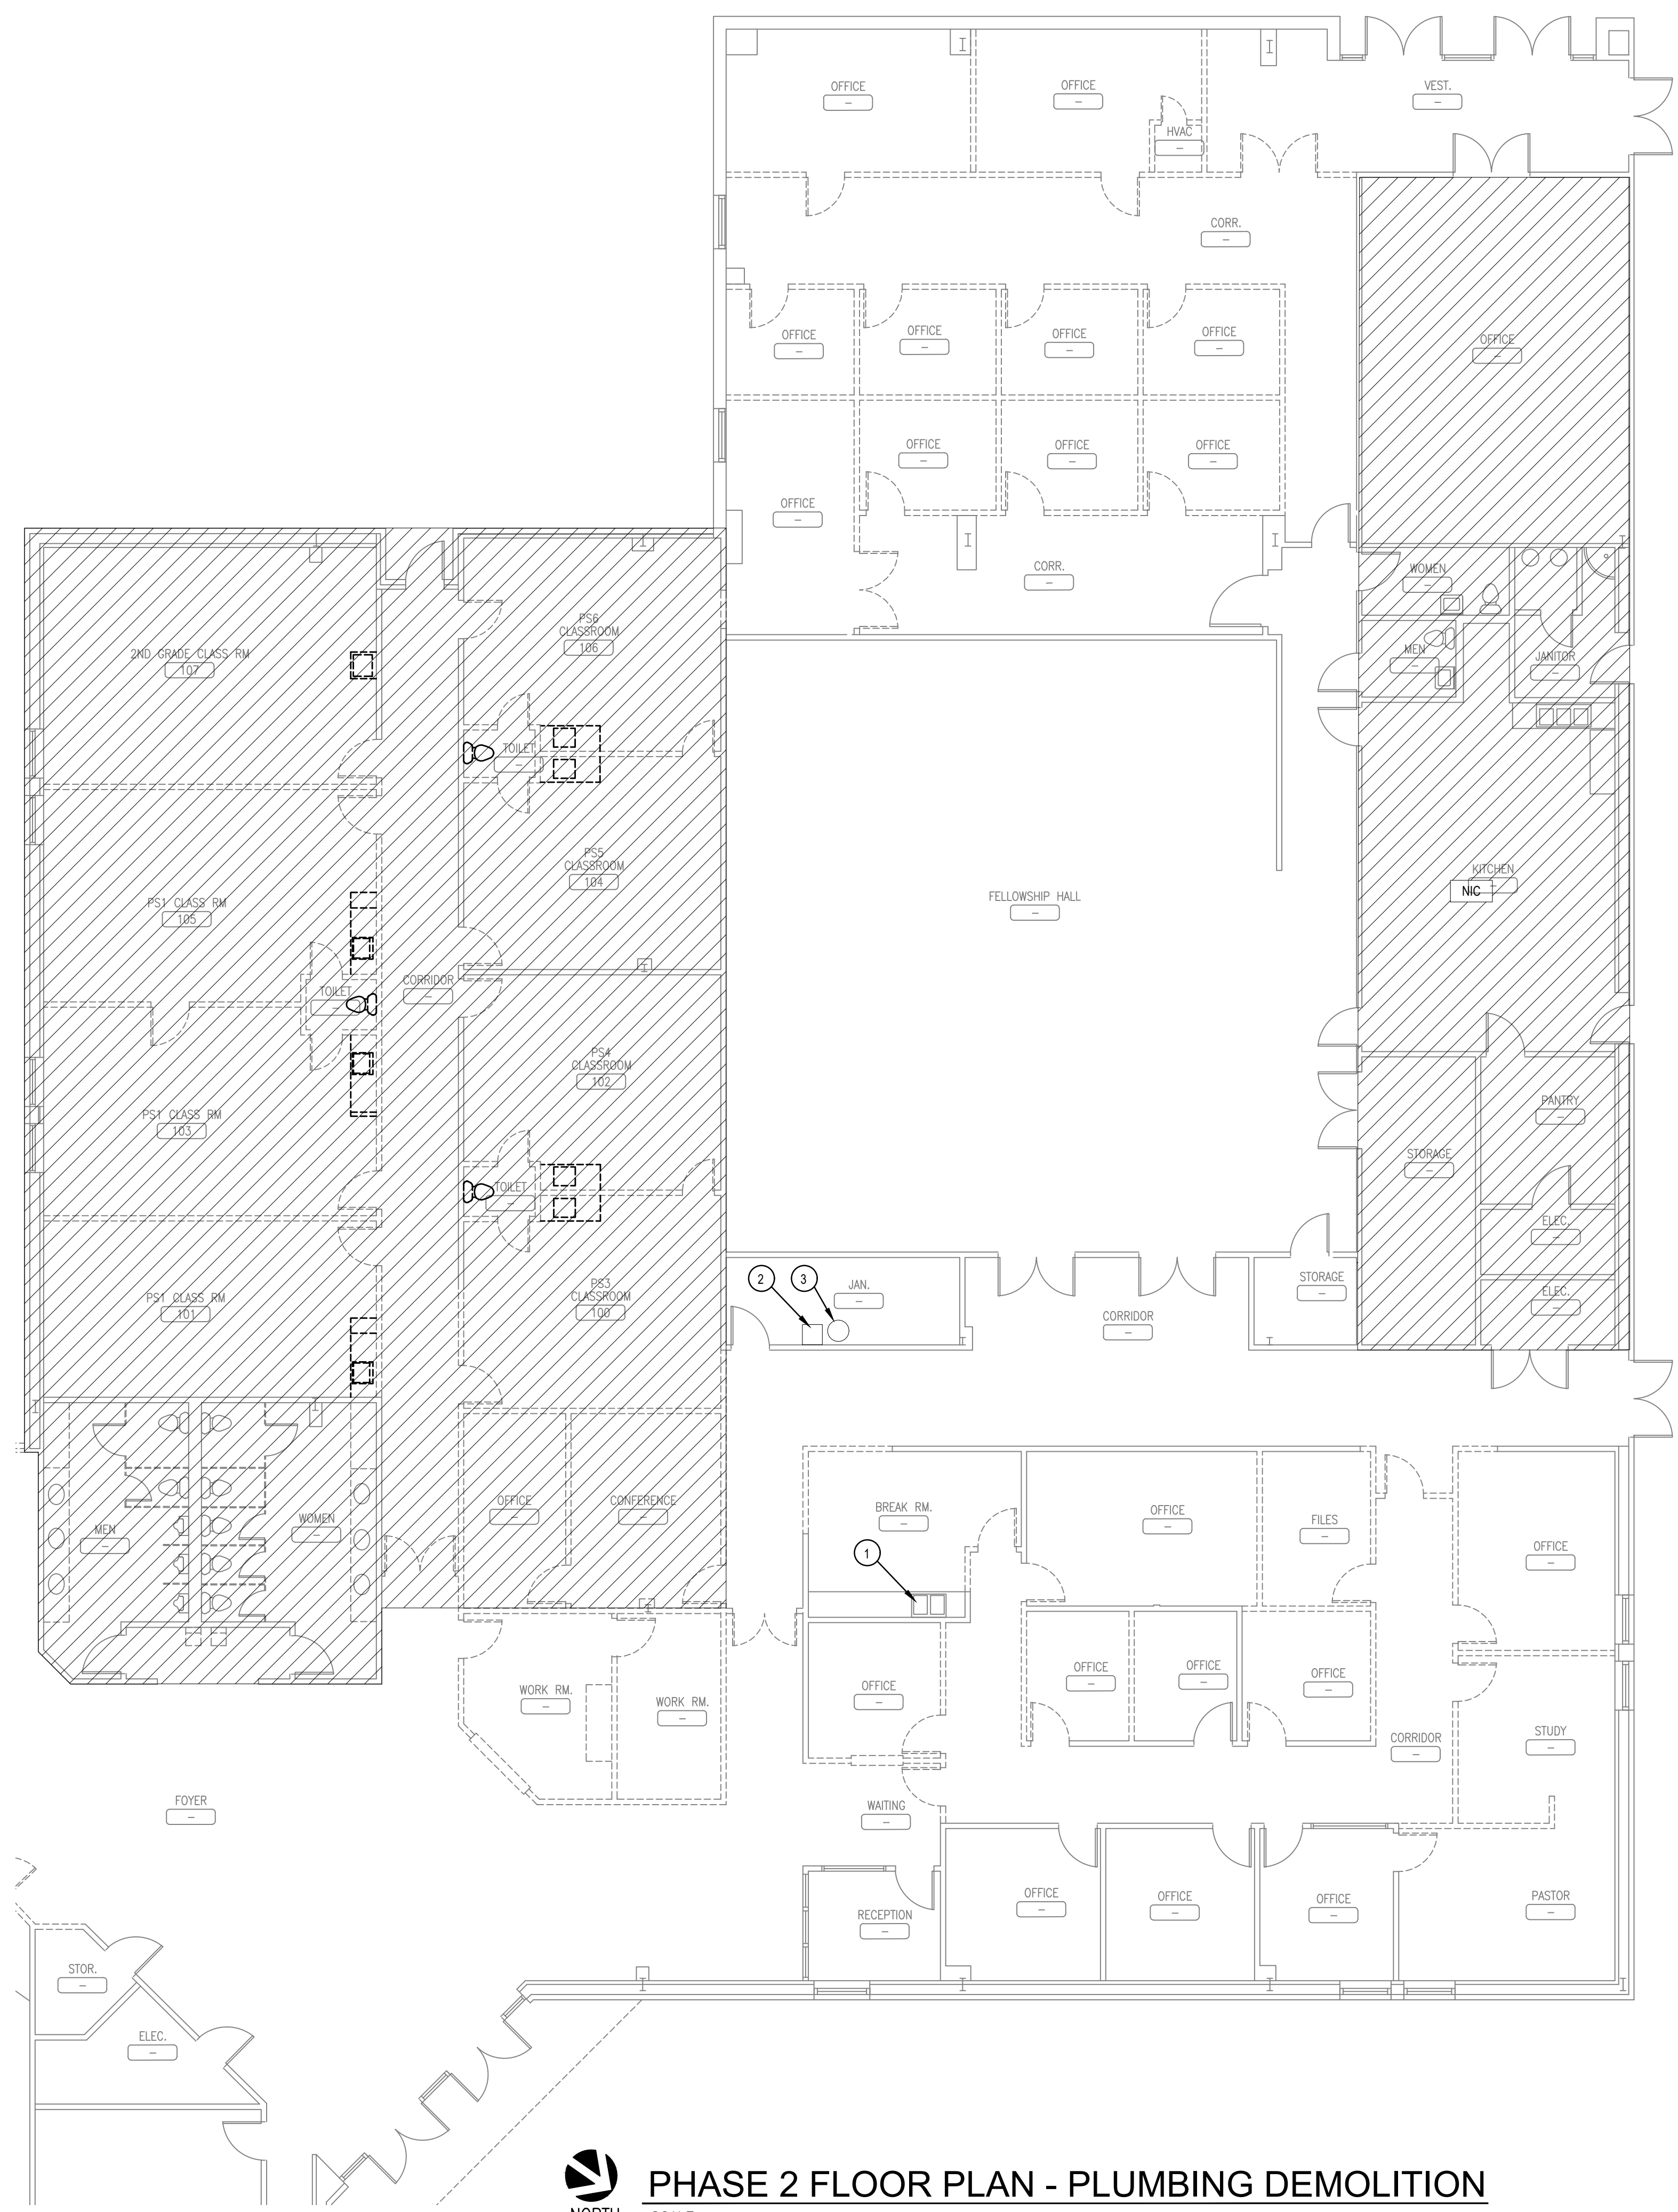 OFFICE
–
OFFICE
–
HVAC
–
VEST.
–
CORR.
–
OFFICE
–
OFFICE
–
OFFICE
–
OFFICE
–
OFFICE
–
OFFICE
–
OFFICE
–
OFFICE
–
OFFICE
–
CORR.
–
WOMEN
–
MEN
–
JANITOR
–
2ND GRADE CLASS RM
107
PS6
CLASSROOM
106
TOILET
–
PS5
CLASSROOM
104
PS1 CLASS RM
105
FELLOWSHIP HALL
–
KITCHEN
–
NIC
TOILET
–
CORRIDOR
–
PS4
CLASSROOM
102
PS1 CLASS RM
103
PANTRY
–
STORAGE
–
TOILET
–
ELEC.
–
PS3
CLASSROOM
100
PS1 CLASS RM
101
2
3
JAN.
–
CORRIDOR
–
STORAGE
–
ELEC.
–
MEN
–
WOMEN
–
OFFICE
–
CONFERENCE
–
BREAK RM.
–
1
OFFICE
–
FILES
–
OFFICE
–
WORK RM.
–
WORK RM.
–
OFFICE
–
OFFICE
–
OFFICE
–
OFFICE
–
CORRIDOR
–
STUDY
–
FOYER
–
WAITING
–
RECEPTION
–
OFFICE
–
OFFICE
–
OFFICE
–
PASTOR
–
STOR.
–
ELEC.
–
PHASE 2 FLOOR PLAN - PLUMBING DEMOLITION
NORTH